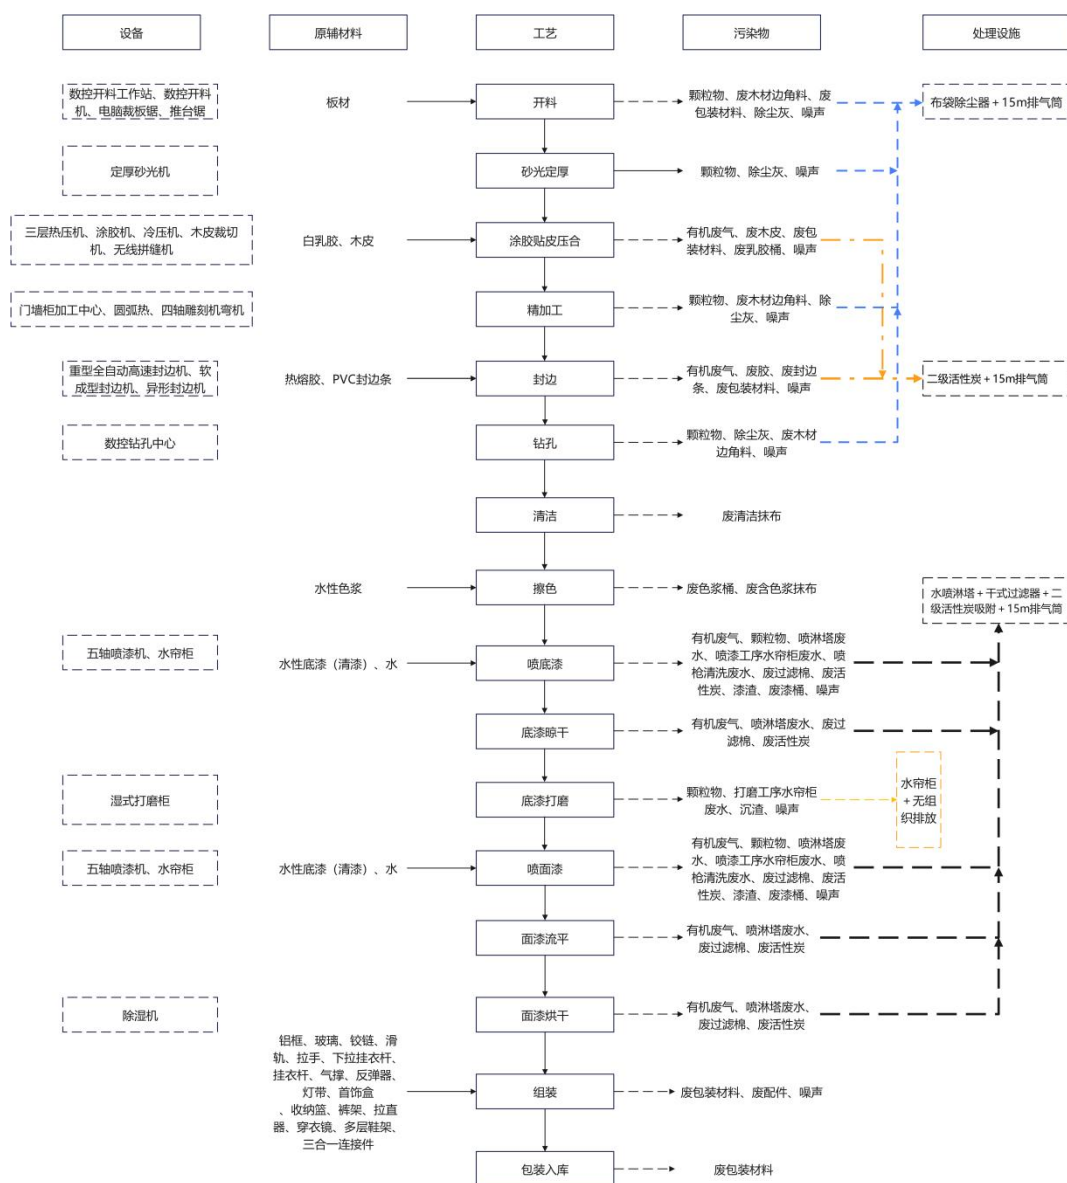 设备
原辅材料
工艺
污染物
处理设施
数控开料工作站、数控开料
机、电脑裁板锯、推台锯
板材
开料
颗粒物、废木材边角料、废
包装材料、除尘灰、噪声
布袋除尘器+15m排气筒
定厚砂光机
砂光定厚
颗粒物、除尘灰、噪声
三层热压机、涂胶机、冷压机、木皮裁切
机、无线拼缝机
白乳胶、木皮
涂胶贴皮压合
有机废气、废木皮、废包
装材料、废乳胶桶、噪声
门墙柜加工中心、圆弧热、四轴雕刻机弯机
精加工
颗粒物、废木材边角料、除
尘灰、噪声
重型全自动高速封边机、软
成型封边机、异形封边机
热熔胶、PVC封边条
封边
有机废气、废胶、废封边
条、废包装材料、噪声
二级活性炭+15m排气筒
数控钻孔中心
钻孔
颗粒物、除尘灰、废木材
边角料、噪声
清洁
废清洁抹布
水性色浆
擦色
废色浆桶、废含色浆抹布
水喷淋塔+干式过滤器+二
级活性炭吸附+15m排气筒
五轴喷漆机、水帘柜
水性底漆（清漆）、水
喷底漆
有机废气、颗粒物、喷淋塔废
水、喷漆工序水帘柜废水、喷
枪清洗废水、废过滤棉、废活
性炭、漆渣、废漆桶、噪声
底漆晾干
有机废气、喷淋塔废水、废过
滤棉、废活性炭
湿式打磨柜
底漆打磨
颗粒物、打磨工序水帘柜
废水、沉渣、噪声
水帘柜
+无组
织排放
五轴喷漆机、水帘柜
水性底漆（清漆）、水
喷面漆
有机废气、颗粒物、喷淋塔废
水、喷漆工序水帘柜废水、喷
枪清洗废水、废过滤棉、废活
性炭、漆渣、废漆桶、噪声
面漆流平
有机废气、喷淋塔废水、
废过滤棉、废活性炭
除湿机
面漆烘干
有机废气、喷淋塔废水、
废过滤棉、废活性炭
铝框、玻璃、铰链、滑
轨、拉手、下拉挂衣杆、
挂衣杆、气撑、反弹器、
灯带、首饰盒
、收纳篮、裤架、拉直
器、穿衣镜、多层鞋架、
三合一连接件
组装
废包装材料、废配件、噪声
包装入库
废包装材料